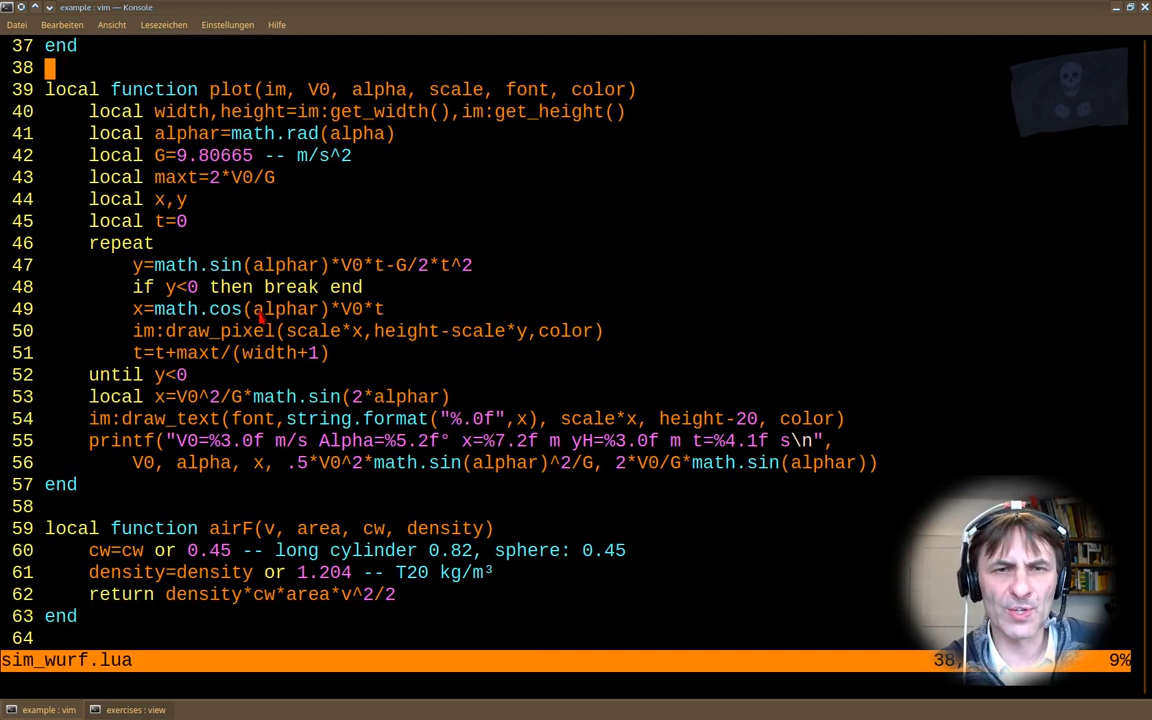 example : vim — Konsole
Datei Bearbeiten Ansicht Lesezeichen Einstellungen Hilfe
37 end
38
39 local function plot(im, V0, alpha, scale, font, color)
40     local width,height=im:get_width(),im:get_height()
41     local alphar=math.rad(alpha)
42     local G=9.80665 -- m/s^2
43     local maxt=2*V0/G
44     local x,y
45     local t=0
46     repeat
47         y=math.sin(alphar)*V0*t-G/2*t^2
48         if y<0 then break end
49         x=math.cos(alphar)*V0*t
50         im:draw_pixel(scale*x,height-scale*y,color)
51         t=t+maxt/(width+1)
52     until y<0
53     local x=V0^2/G*math.sin(2*alphar)
54     im:draw_text(font,string.format("%.0f",x), scale*x, height-20, color)
55     printf("V0=%3.0f m/s Alpha=%5.2f° x=%7.2f m yH=%3.0f m t=%4.1f s\n",
56         V0, alpha, x, .5*V0^2*math.sin(alphar)^2/G, 2*V0/G*math.sin(alphar))
57 end
58
59 local function airF(v, area, cw, density)
60     cw=cw or 0.45 -- long cylinder 0.82, sphere: 0.45
61     density=density or 1.204 -- T20 kg/m³
62     return density*cw*area*v^2/2
63 end
64
sim_wurf.lua 38, 9%
example : vim exercises : view